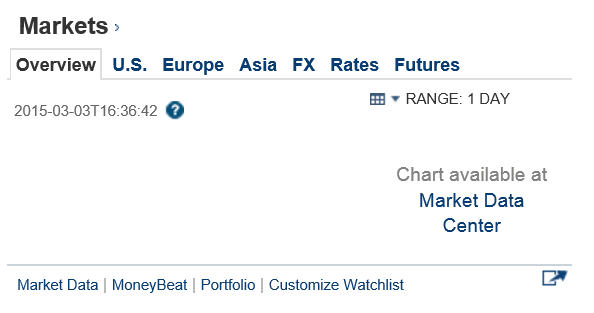 Markets ›
Overview U.S. Europe Asia FX Rates Futures
2015-03-03T16:36:42 ?
RANGE: 1 DAY
Chart available at
Market Data
Center
Market Data | MoneyBeat | Portfolio | Customize Watchlist